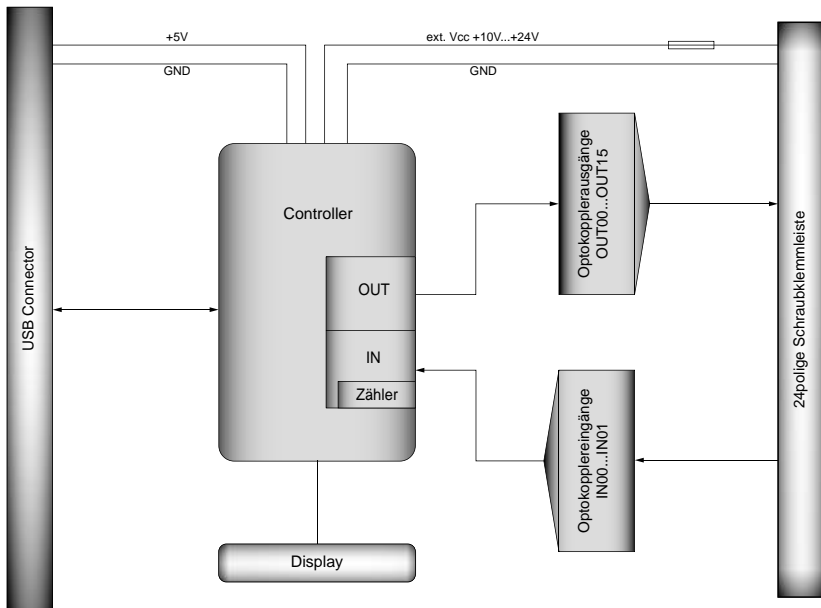 +5V
ext. Vcc +10V...+24V
GND
GND
USB Connector
Controller
OUT
IN
Zähler
Display
Optokopplerausgänge
OUT00...OUT15
Optokopplereingänge
IN00...IN01
24polige Schraubklemmleiste